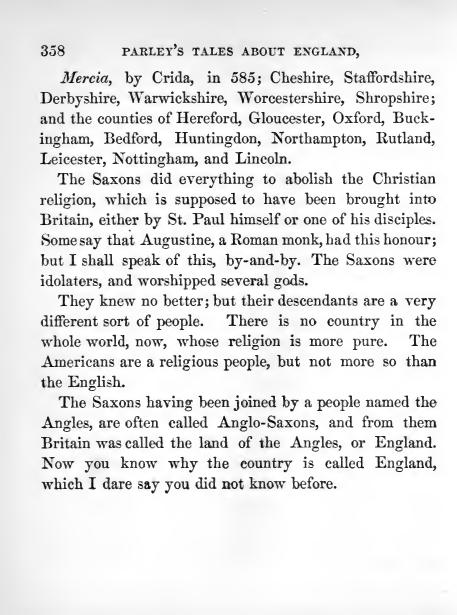 358 PARLEY'S TALES ABOUT ENGLAND,
Mercia, by Crida, in 585; Cheshire, Staffordshire,
Derbyshire, Warwickshire, Worcestershire, Shropshire;
and the counties of Hereford, Gloucester, Oxford, Buck-
ingham, Bedford, Huntingdon, Northampton, Rutland,
Leicester, Nottingham, and Lincoln.
The Saxons did everything to abolish the Christian
religion, which is supposed to have been brought into
Britain, either by St. Paul himself or one of his disciples.
Some say that Augustine, a Roman monk, had this honour;
but I shall speak of this, by-and-by. The Saxons were
idolaters, and worshipped several gods.
They knew no better; but their descendants are a very
different sort of people. There is no country in the
whole world, now, whose religion is more pure. The
Americans are a religious people, but not more so than
the English.
The Saxons having been joined by a people named the
Angles, are often called Anglo-Saxons, and from them
Britain was called the land of the Angles, or England.
Now you know why the country is called England,
which I dare say you did not know before.